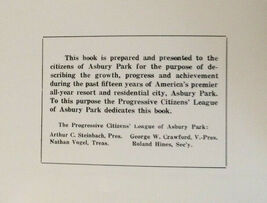 This book is prepared and presented to the
citizens of Asbury Park for the purpose of de-
scribing the growth, progress and achievement
during the past fifteen years of America's premier
all-year resort and residential city, Asbury Park.
To this purpose the Progressive Citizens' League
of Asbury Park dedicates this book.
The Progressive Citizens' League of Asbury Park:
Arthur C. Steinbach, Pres. George W. Crawford, V.-Pres.
Nathan Vogel, Treas. Roland Hines, Sec'y.